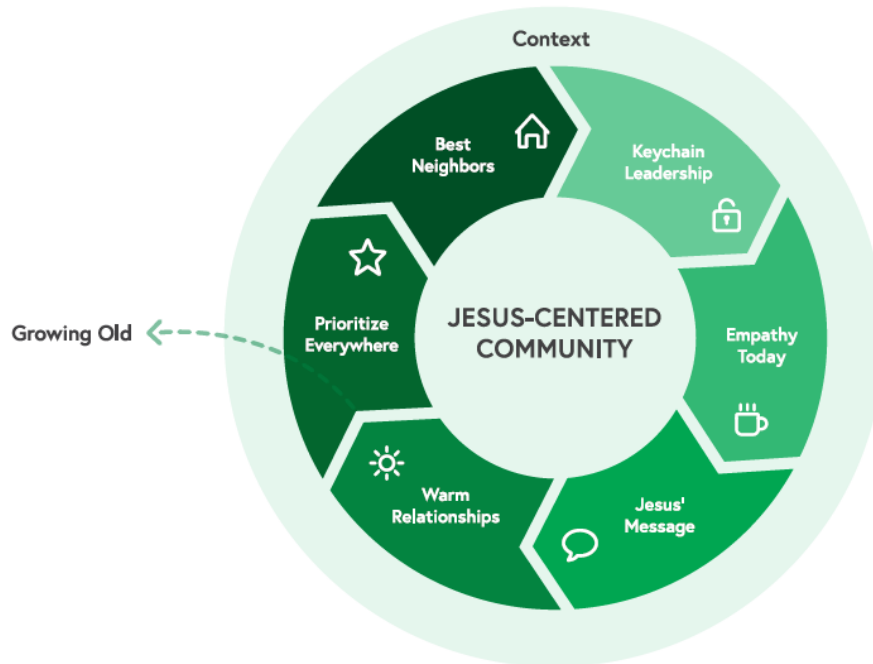 Context
Keychain
Leadership
Empathy
Today
Jesus'
Message
Warm
Relationships
Prioritize
Everywhere
Best
Neighbors
JESUS-CENTERED
COMMUNITY
Growing Old